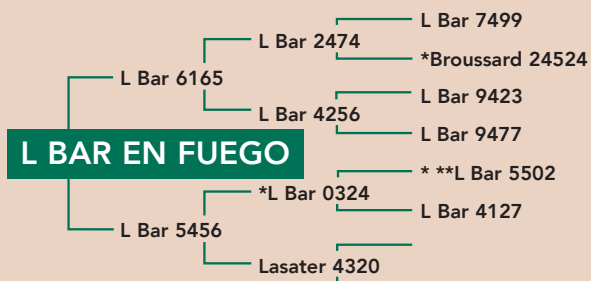 L Bar 7499
L Bar 2474
*Broussard 24524
L Bar 6165
L Bar 9423
L Bar 4256
L Bar 9477
L BAR EN FUEGO
* **L Bar 5502
*L Bar 0324
L Bar 4127
L Bar 5456
Lasater 4320